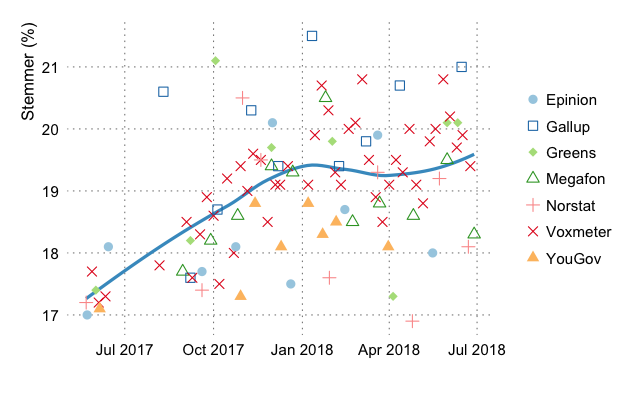 Stemmer (%)
21
20
19
18
17
Jul 2017
Oct 2017
Jan 2018
Apr 2018
Jul 2018
Epinion
Gallup
Greens
Megafon
Norstat
Voxmeter
YouGov